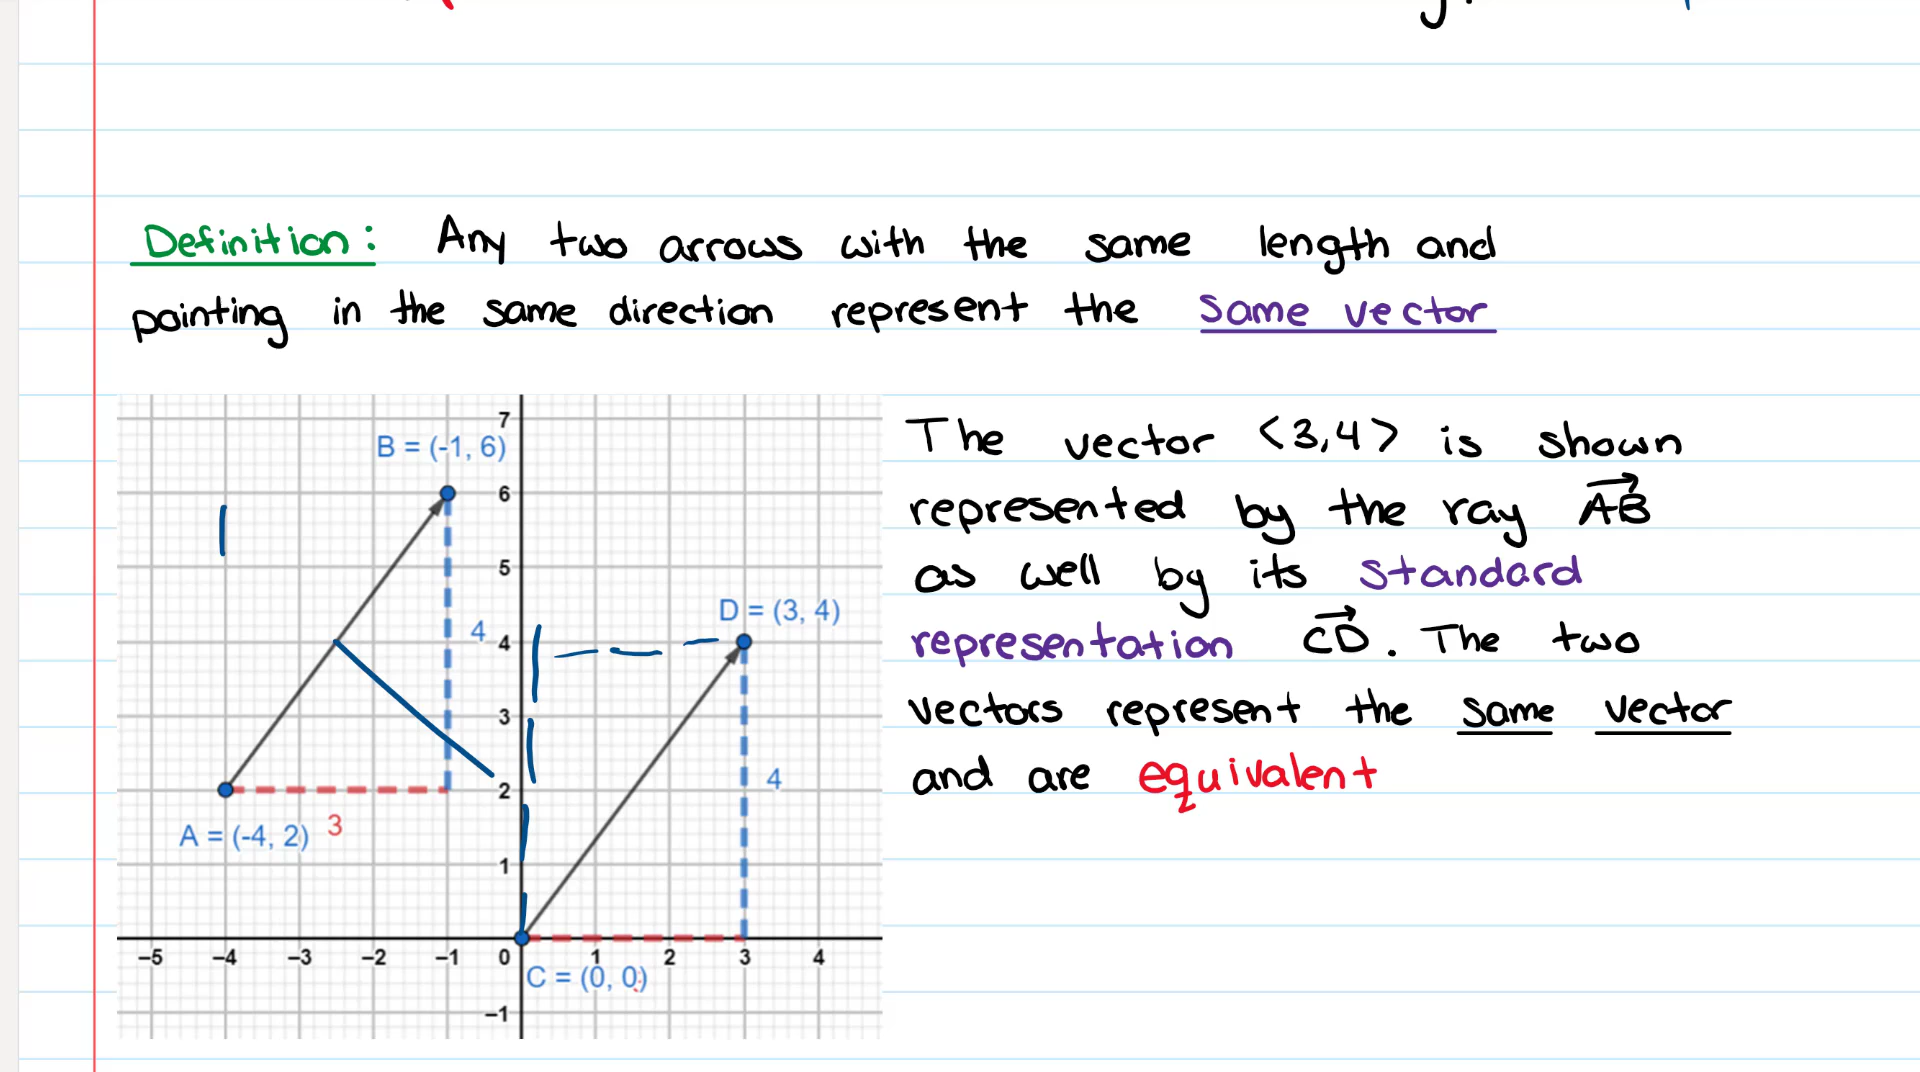 Definition: Any two arrows with the same length and
pointing in the same direction represent the same vector
The vector <3,4> is shown
represented by the ray AB
as well by its standard
representation CD. The two
vectors represent the same vector
and are equivalent
7
B = (-1, 6)
6
5
D = (3, 4)
4
4
3
4
2
A = (-4, 2)
3
1
-5 -4 -3 -2 -1 0 1 2 3 4
C = (0, 0)
-1